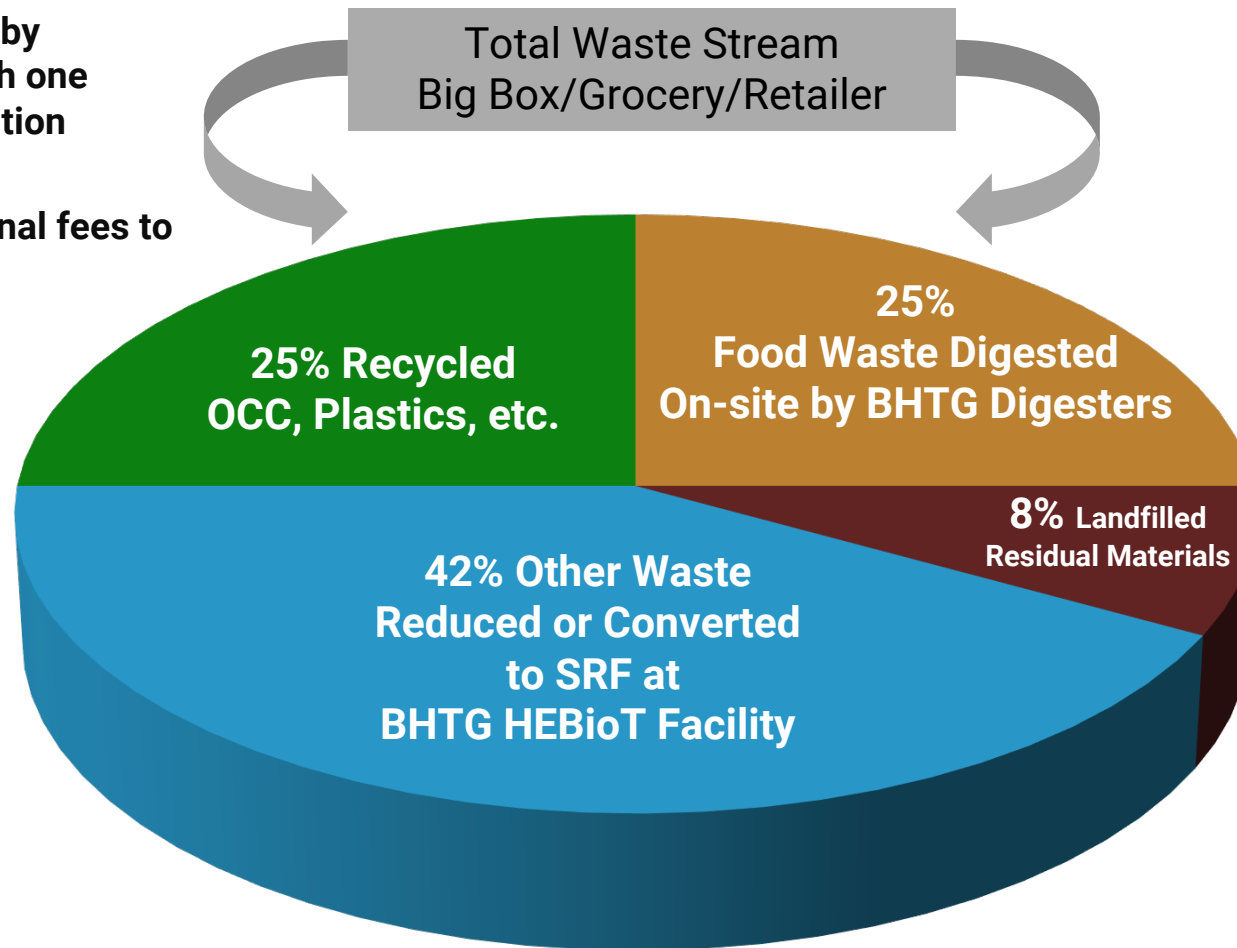 by
h one
tion
nal fees to
Total Waste Stream
Big Box/Grocery/Retailer
25% Recycled
OCC, Plastics, etc.
25%
Food Waste Digested
On-site by BHTG Digesters
8% Landfilled
Residual Materials
42% Other Waste
Reduced or Converted
to SRF at
BHTG HEBioT Facility